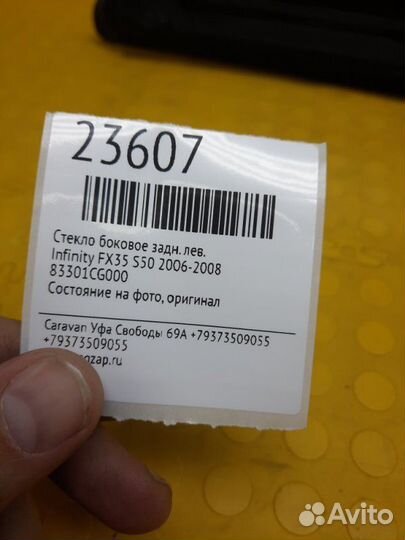 23607
Стекло боковое задн. лев.
Infinity FX35 S50 2006-2008
83301CG000
Состояние на фото, оригинал
Caravan Уфа Свободы 69А +79373509055
+79373509055
Avito